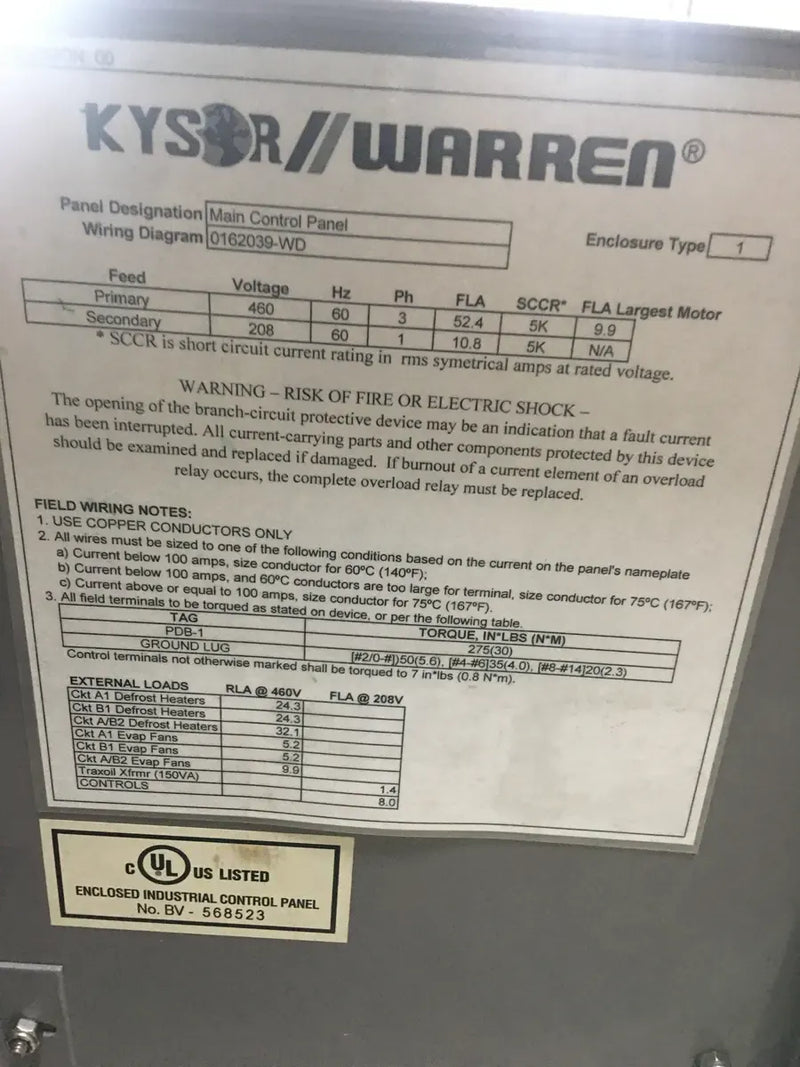 ON 00
KYSOR//WARREN®
Panel Designation Main Control Panel
Wiring Diagram 0162039-WD
Enclosure Type 1
Feed Voltage Hz Ph FLA SCCR* FLA Largest Motor
Primary 460 60 3 52.4 5K 9.9
Secondary 208 60 1 10.8 5K N/A
* SCCR is short circuit current rating in rms symetrical amps at rated voltage.
WARNING – RISK OF FIRE OR ELECTRIC SHOCK –
The opening of the branch-circuit protective device may be an indication that a fault current
has been interrupted. All current-carrying parts and other components protected by this device
should be examined and replaced if damaged. If burnout of a current element of an overload
relay occurs, the complete overload relay must be replaced.
FIELD WIRING NOTES:
1. USE COPPER CONDUCTORS ONLY
2. All wires must be sized to one of the following conditions based on the current on the panel's nameplate
a) Current below 100 amps, size conductor for 60°C (140°F);
b) Current below 100 amps, and 60°C conductors are too large for terminal, size conductor for 75°C (167°F);
c) Current above or equal to 100 amps, size conductor for 75°C (167°F).
3. All field terminals to be torqued as stated on device, or per the following table.
TAG TORQUE, IN*LBS (N*M)
PDB-1 275(30)
GROUND LUG [#2/0-#])50(5.6), [#4-#6]35(4.0), [#8-#14]20(2.3)
Control terminals not otherwise marked shall be torqued to 7 in*lbs (0.8 N*m).
EXTERNAL LOADS RLA @ 460V FLA @ 208V
Ckt A1 Defrost Heaters 24.3
Ckt B1 Defrost Heaters 24.3
Ckt A/B2 Defrost Heaters 32.1
Ckt A1 Evap Fans 5.2
Ckt B1 Evap Fans 5.2
Ckt A/B2 Evap Fans 9.9
Traxoil Xfrmr (150VA) 1.4
CONTROLS 8.0
C UL US LISTED
ENCLOSED INDUSTRIAL CONTROL PANEL
No. BV - 568523